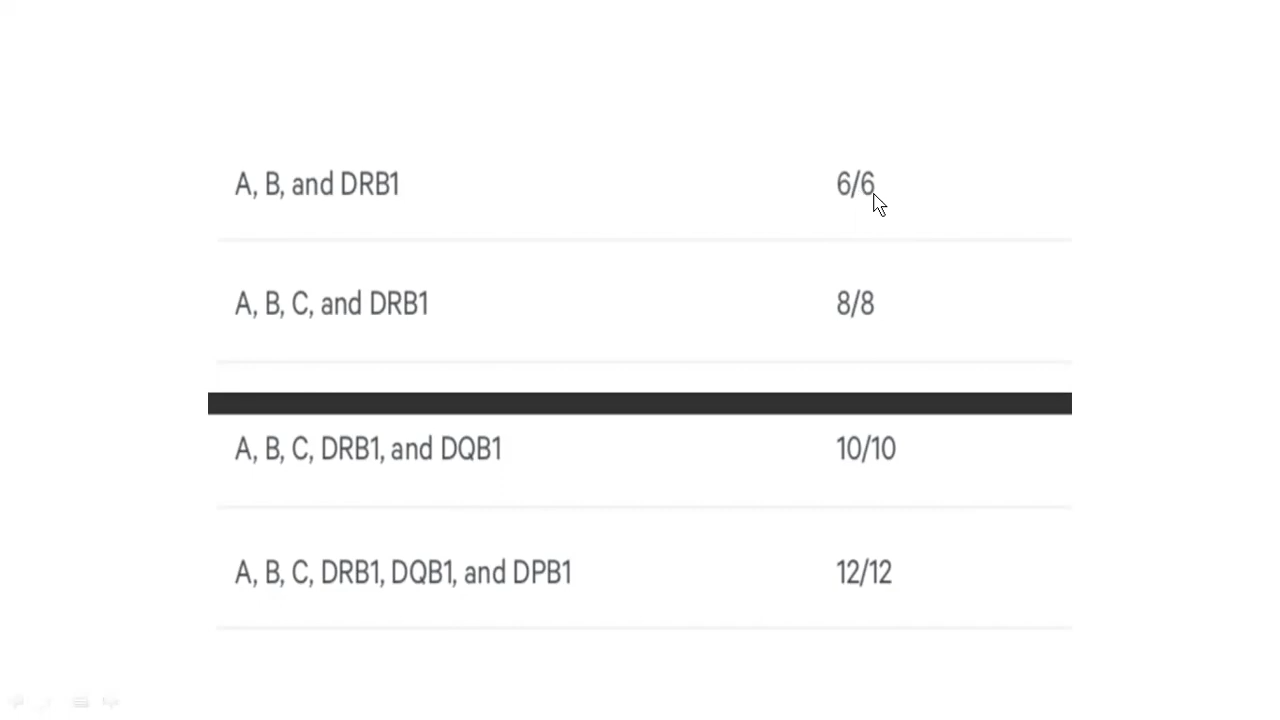 A, B, and DRB1 6/6
A, B, C, and DRB1 8/8
A, B, C, DRB1, and DQB1 10/10
A, B, C, DRB1, DQB1, and DPB1 12/12